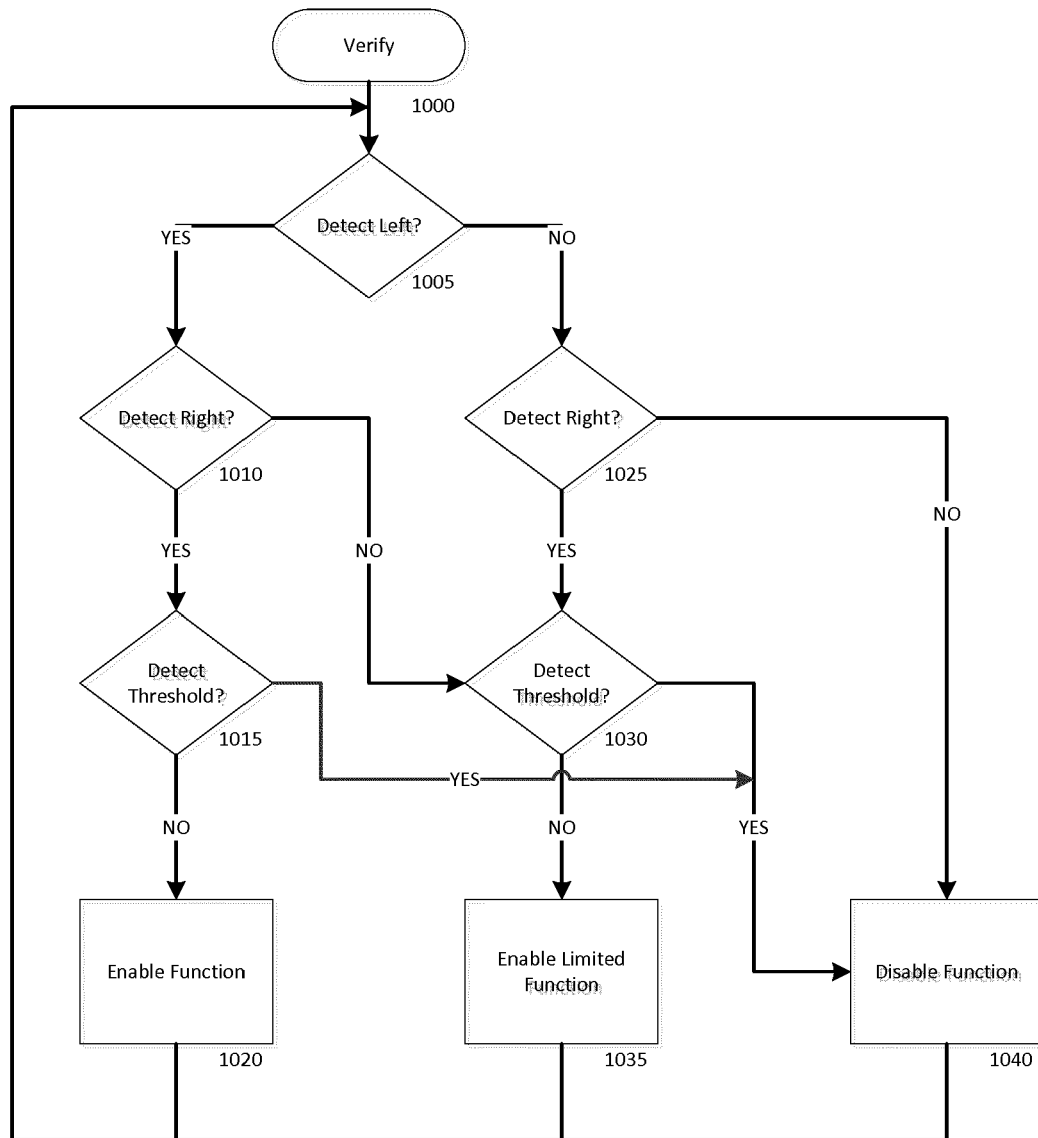 Verify
1000
Detect Left?
YES
NO
1005
Detect Right?
Detect Right?
1010
1025
NO
YES
NO
YES
Detect
Threshold?
Detect
Threshold?
1015
1030
YES
NO
NO
YES
Enable Function
Enable Limited
Function
Disable Function
1020
1035
1040